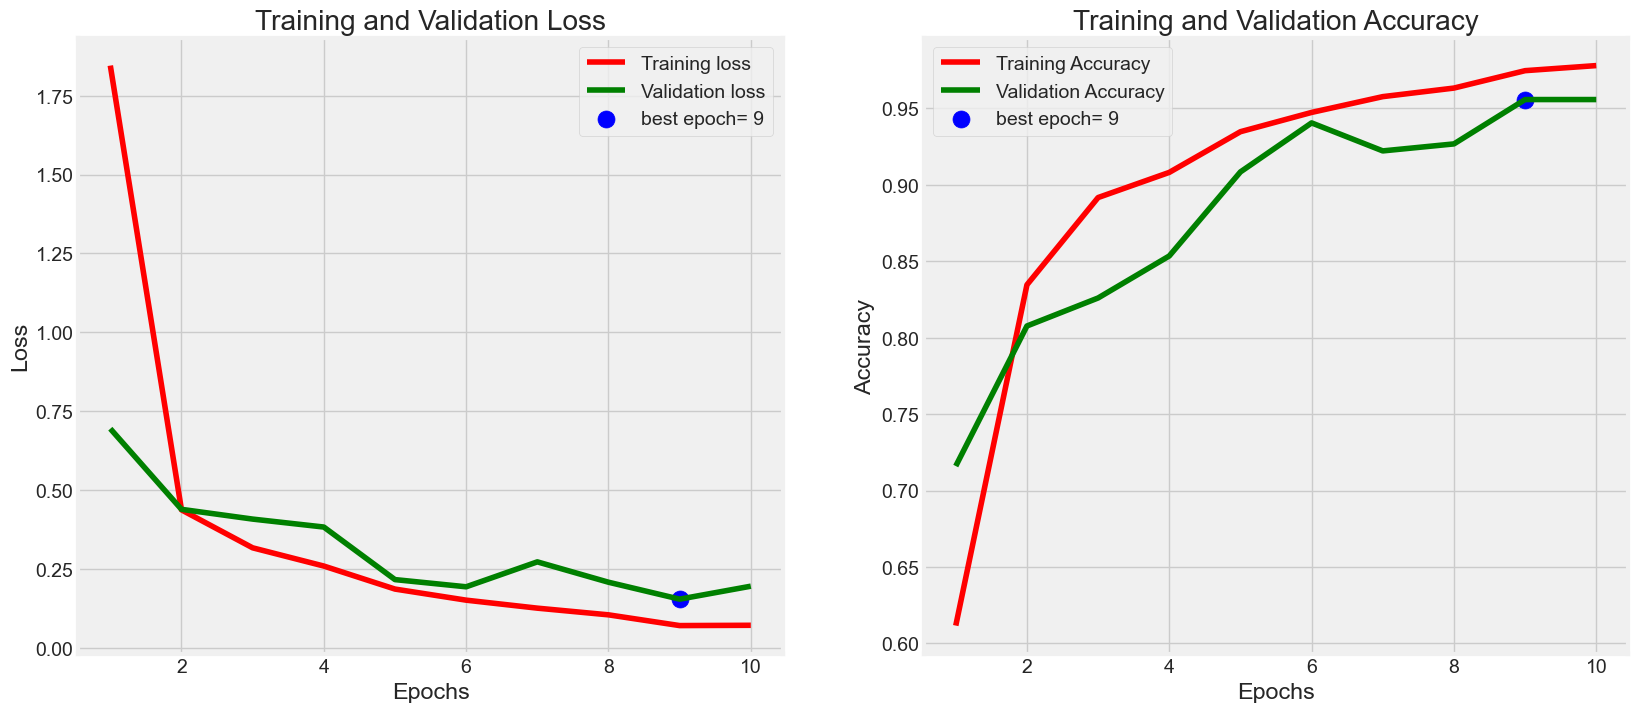 Training and Validation Loss
Training loss
Validation loss
best epoch= 9
1.75
1.50
1.25
1.00
0.75
0.50
0.25
0.00
Loss
2 4 6 8 10
Epochs
Training and Validation Accuracy
Training Accuracy
Validation Accuracy
best epoch= 9
0.95
0.90
0.85
0.80
0.75
0.70
0.65
0.60
Accuracy
2 4 6 8 10
Epochs